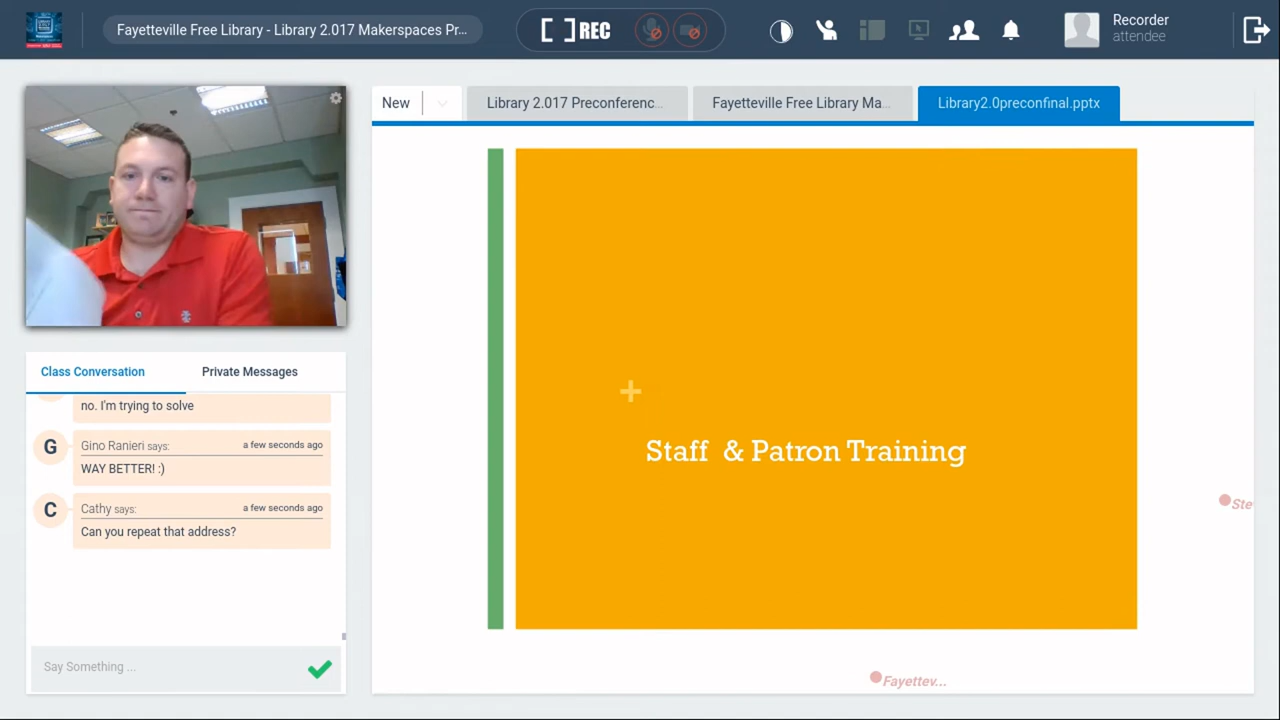 Fayetteville Free Library - Library 2.017 Makerspaces Pr...
REC
Recorder
attendee
New
Library 2.017 Preconferenc...
Fayetteville Free Library Ma...
Library2.0preconfinal.pptx
Class Conversation
Private Messages
no. I'm trying to solve
G
Gino Ranieri says:
a few seconds ago
WAY BETTER! :)
C
Cathy says:
a few seconds ago
Can you repeat that address?
Say Something ...
+
Staff & Patron Training
Ste
Fayettev...